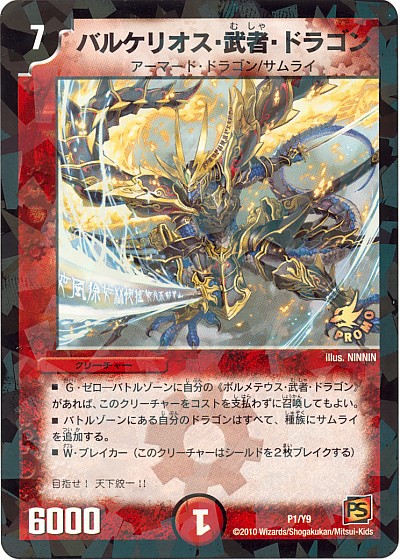 7
バルケリオス・武者・ドラゴン
むしゃ
アーマード・ドラゴン/サムライ
PROMO
illus. NINNIN
クリーチャー
■ G・ゼローバトルゾーンに自分の《ボルメテウス・武者・ドラゴン》
があれば、このクリーチャーをコストを支払わずに召喚してもよい。
■ バトルゾーンにある自分のドラゴンはすべて、種族にサムライ
を追加する。
■ W・ブレイカー (このクリーチャーはシールドを2枚ブレイクする)
目指せ! 天下毀一!!
6000
1
P1/Y9
PS
©2010 Wizards/Shogakukan/Mitsui-Kids